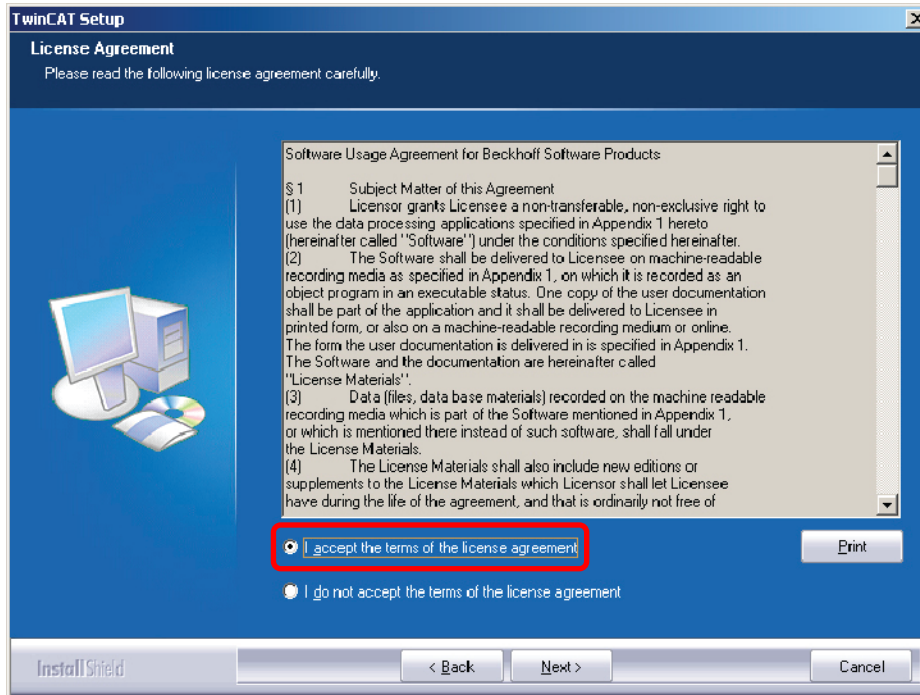 TwinCAT Setup
License Agreement
Please read the following license agreement carefully.
Software Usage Agreement for Beckhoff Software Products
§ 1 Subject Matter of this Agreement
(1) Licensor grants Licensee a non-transferable, non-exclusive right to
use the data processing applications specified in Appendix 1 hereto
(hereinafter called ''Software'') under the conditions specified hereinafter.
(2) The Software shall be delivered to Licensee on machine-readable
recording media as specified in Appendix 1, on which it is recorded as an
object program in an executable status. One copy of the user documentation
shall be part of the application and it shall be delivered to Licensee in
printed form, or also on a machine-readable recording medium or online.
The form the user documentation is delivered in is specified in Appendix 1.
The Software and the documentation are hereinafter called
''License Materials''.
(3) Data (files, data base materials) recorded on the machine readable
recording media which is part of the Software mentioned in Appendix 1,
or which is mentioned there instead of such software, shall fall under
the License Materials.
(4) The License Materials shall also include new editions or
supplements to the License Materials which Licensor shall let Licensee
have during the life of the agreement, and that is ordinarily not free of
I accept the terms of the license agreement
Print
I do not accept the terms of the license agreement
InstallShield
< Back
Next >
Cancel